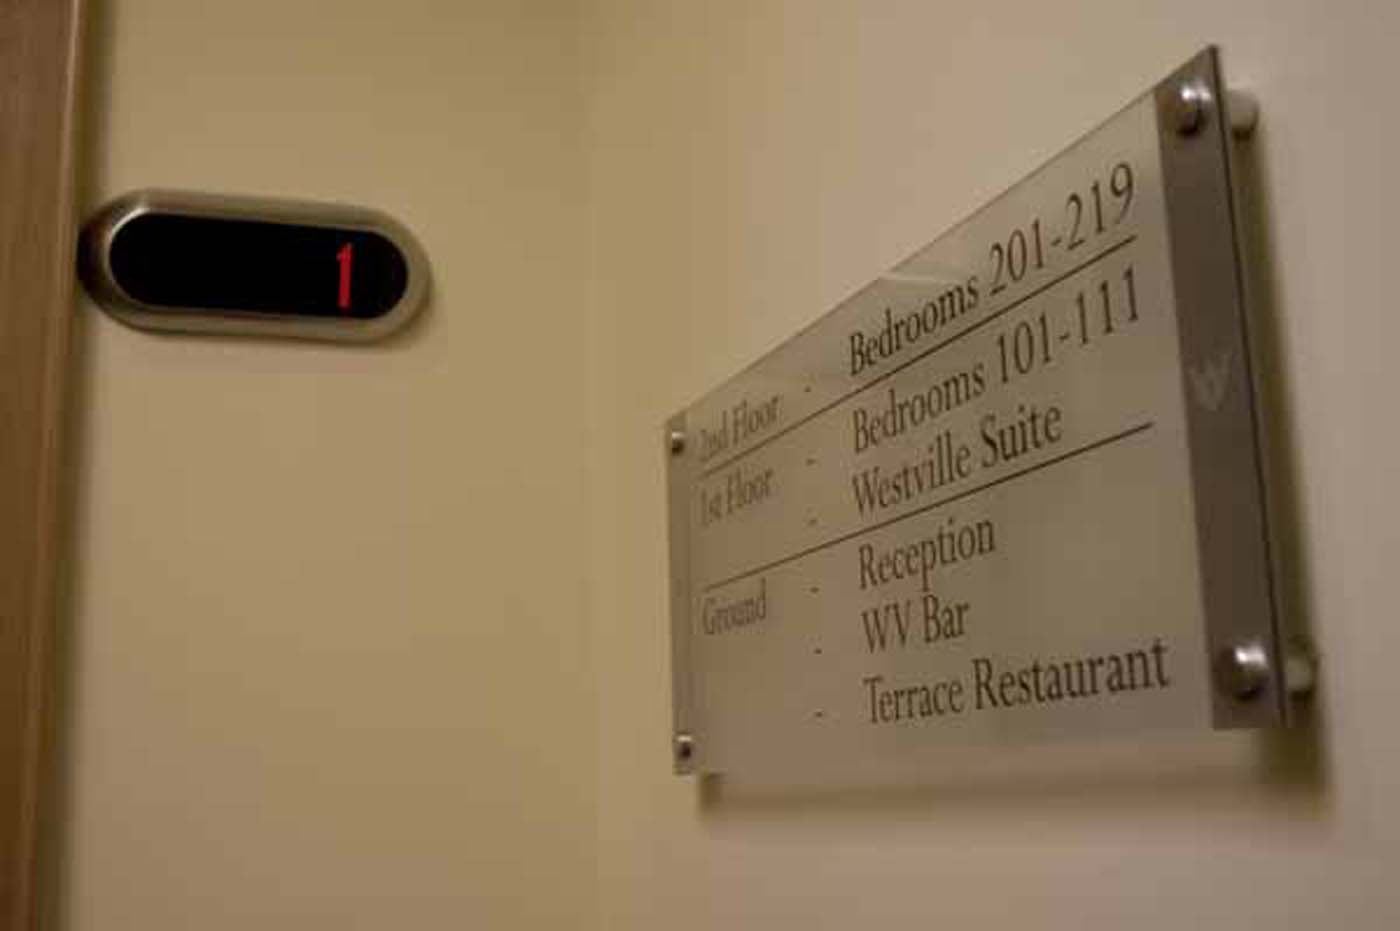 1
2nd Floor - Bedrooms 201-219
1st Floor - Bedrooms 101-111
- Westville Suite
Ground - Reception
- WV Bar
- Terrace Restaurant